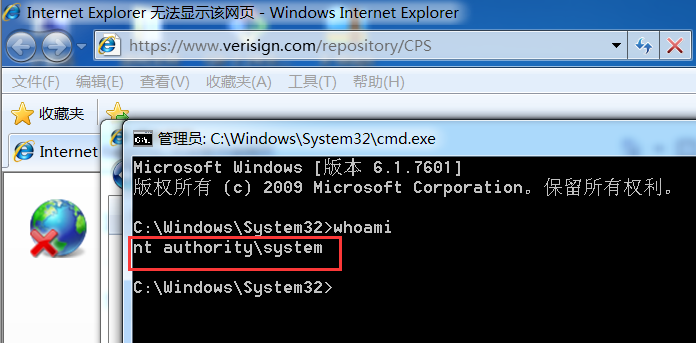 Internet Explorer 无法显示该网页 - Windows Internet Explorer
https://www.verisign.com/repository/CPS
文件(F) 编辑(E) 查看(V) 收藏夹(A) 工具(T) 帮助(H)
收藏夹
Internet
管理员: C:\Windows\System32\cmd.exe
Microsoft Windows [版本 6.1.7601]
版权所有 (c) 2009 Microsoft Corporation。保留所有权利。
C:\Windows\System32>whoami
nt authority\system
C:\Windows\System32>